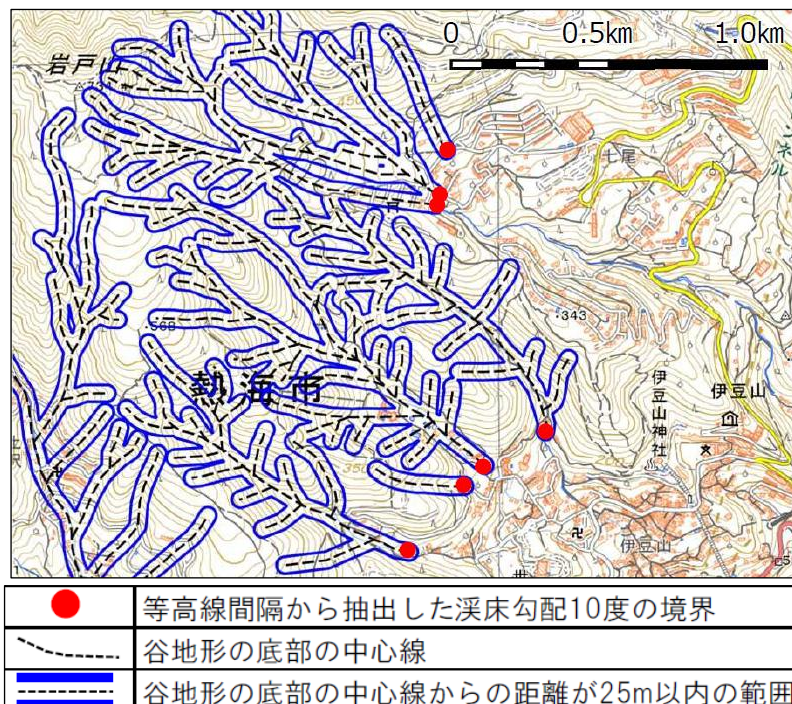 0 0.5km 1.0km
岩戸山
七尾
343
568
熱海市
伊豆山神社
伊豆山
伊豆山
等高線間隔から抽出した渓床勾配10度の境界
谷地形の底部の中心線
谷地形の底部の中心線からの距離が25m以内の範囲